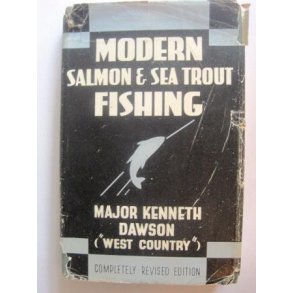 MODERN
SALMON & SEA TROUT
FISHING
MAJOR KENNETH
DAWSON
("WEST COUNTRY")
COMPLETELY REVISED EDITION